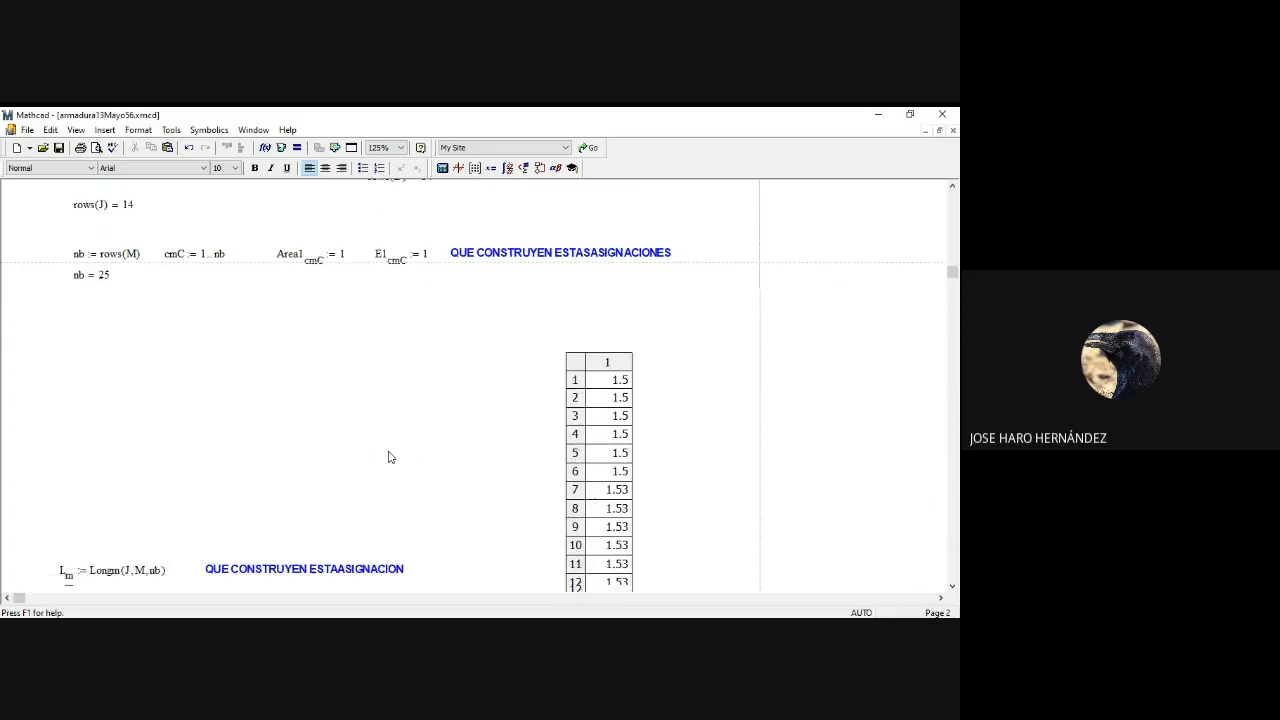 Mathcad - [armadura13Mayo56.xmcd]
File Edit View Insert Format Tools Symbolics Window Help
125% My Site Go
Normal Arial 10 B I U
rows(J) = 14
nb := rows(M) cmC := 1.. nb Area1cmC := 1 E1cmC := 1 QUE CONSTRUYEN ESTASASIGNACIONES
nb = 25
1
1 1.5
2 1.5
3 1.5
4 1.5
5 1.5
6 1.5
7 1.53
8 1.53
9 1.53
10 1.53
11 1.53
12 1.53
Lm := Longm(J,M,nb) QUE CONSTRUYEN ESTAASIGNACION
Press F1 for help. AUTO Page 2
JOSE HARO HERNÁNDEZ